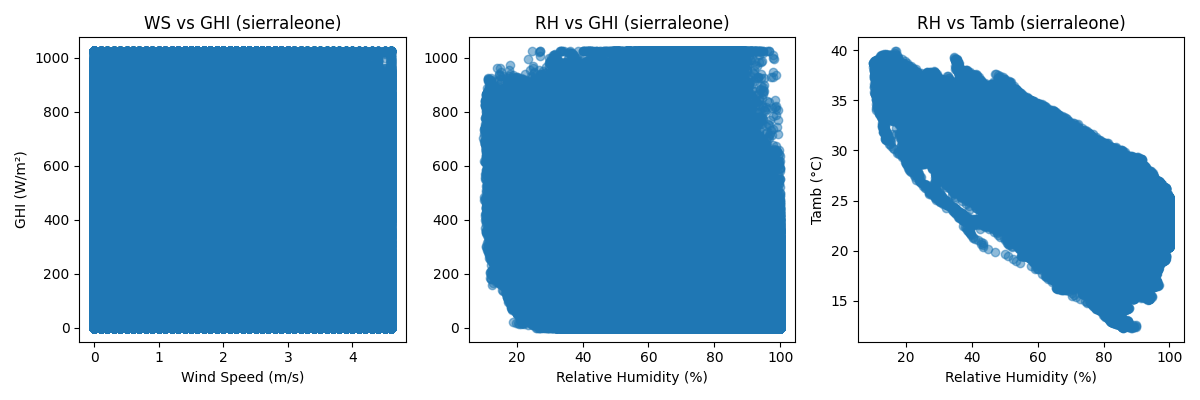 WS vs GHI (sierraleone)
GHI (W/m²)
1000
800
600
400
200
0
0 1 2 3 4
Wind Speed (m/s)
RH vs GHI (sierraleone)
1000
800
600
400
200
0
20 40 60 80 100
Relative Humidity (%)
RH vs Tamb (sierraleone)
Tamb (°C)
40
35
30
25
20
15
20 40 60 80 100
Relative Humidity (%)